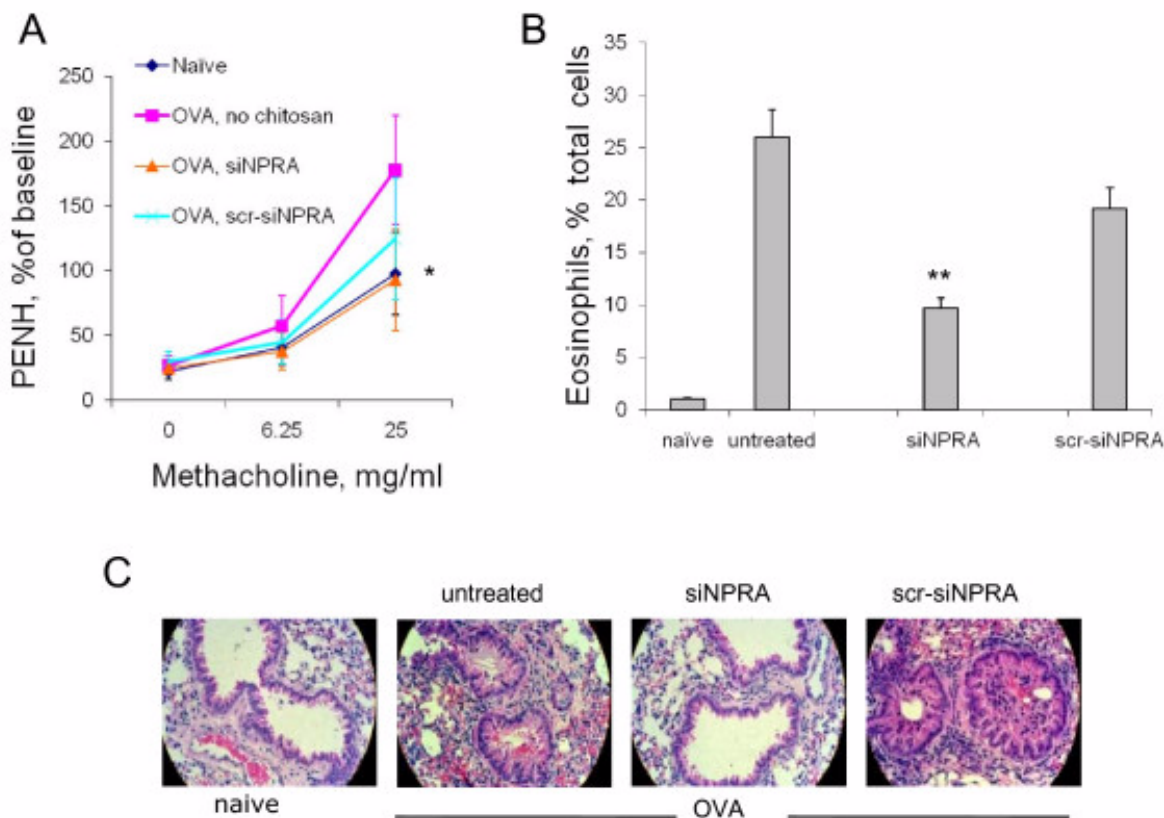 A
250
200
150
100
50
0
PENH, %of baseline
Naïve
OVA, no chitosan
OVA, siNPRA
OVA, scr-siNPRA
*
0 6.25 25
Methacholine, mg/ml
B
35
30
25
20
15
10
5
0
Eosinophils, % total cells
**
naïve untreated siNPRA scr-siNPRA
C
untreated siNPRA scr-siNPRA
naive OVA